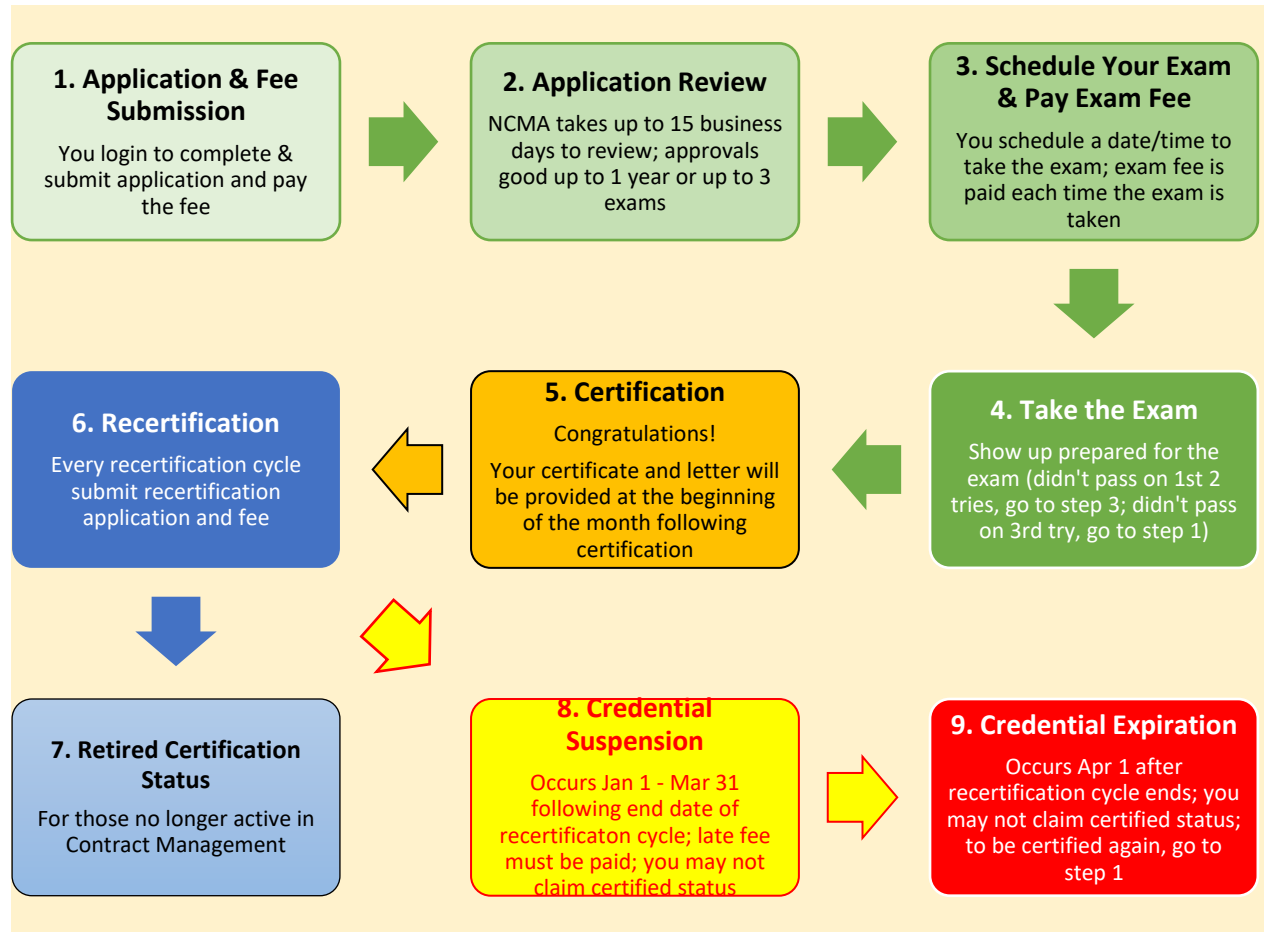 1. Application & Fee
Submission
You login to complete &
submit application and pay
the fee
2. Application Review
NCMA takes up to 15 business
days to review; approvals
good up to 1 year or up to 3
exams
3. Schedule Your Exam
& Pay Exam Fee
You schedule a date/time to
take the exam; exam fee is
paid each time the exam is
taken
4. Take the Exam
Show up prepared for the
exam (didn't pass on 1st 2
tries, go to step 3; didn't pass
on 3rd try, go to step 1)
5. Certification
Congratulations!
Your certificate and letter will
be provided at the beginning
of the month following
certification
6. Recertification
Every recertification cycle
submit recertification
application and fee
7. Retired Certification
Status
For those no longer active in
Contract Management
8. Credential
Suspension
Occurs Jan 1 - Mar 31
following end date of
recertificaton cycle; late fee
must be paid; you may not
claim certified status
9. Credential Expiration
Occurs Apr 1 after
recertification cycle ends; you
may not claim certified status;
to be certified again, go to
step 1